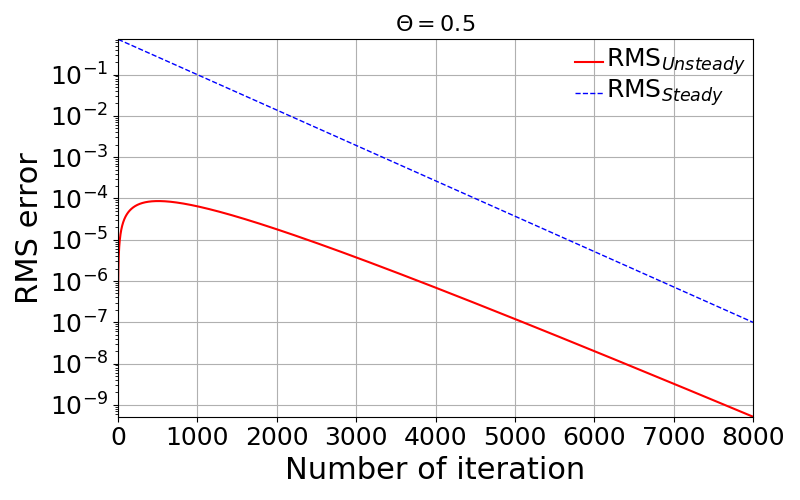 Θ = 0.5
RMS error
10⁻¹
10⁻²
10⁻³
10⁻⁴
10⁻⁵
10⁻⁶
10⁻⁷
10⁻⁸
10⁻⁹
RMS_Unsteady
RMS_Steady
0 1000 2000 3000 4000 5000 6000 7000 8000
Number of iteration